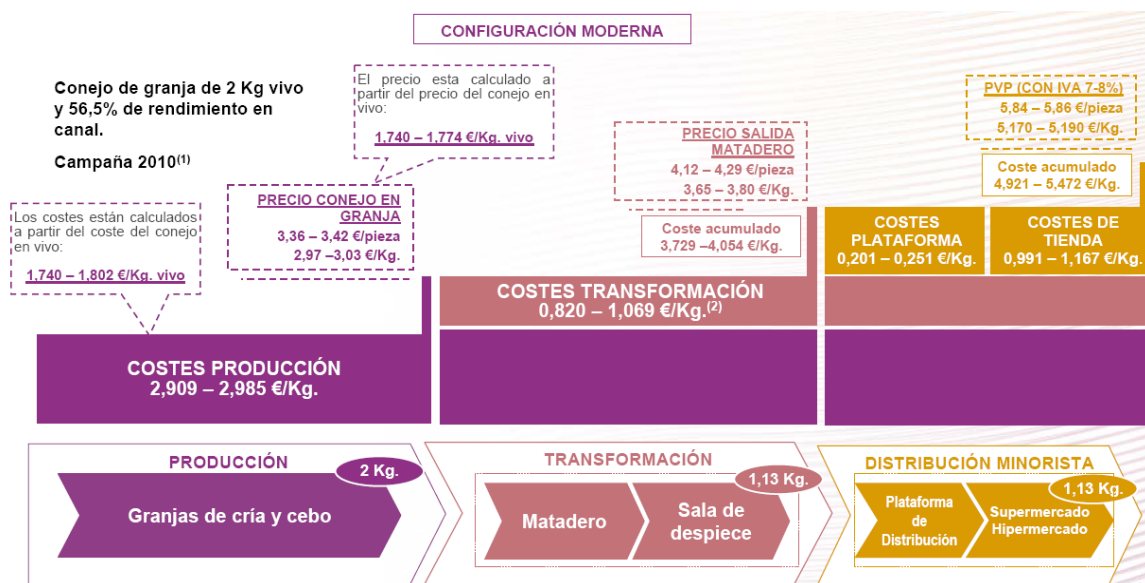 CONFIGURACIÓN MODERNA
Conejo de granja de 2 Kg vivo
y 56,5% de rendimiento en
canal.
Campaña 2010(1)
Los costes están calculados
a partir del coste del conejo
en vivo:
1,740 – 1,802 €/Kg. vivo
El precio esta calculado a
partir del precio del conejo en
vivo:
1,740 – 1,774 €/Kg. vivo
PRECIO CONEJO EN
GRANJA
3,36 – 3,42 €/pieza
2,97 –3,03 €/Kg.
PRECIO SALIDA
MATADERO
4,12 – 4,29 €/pieza
3,65 – 3,80 €/Kg.
Coste acumulado
3,729 –4,054 €/Kg.
PVP (CON IVA 7-8%)
5,84 – 5,86 €/pieza
5,170 – 5,190 €/Kg.
Coste acumulado
4,921 – 5,472 €/Kg.
COSTES PRODUCCIÓN
2,909 – 2,985 €/Kg.
COSTES TRANSFORMACIÓN
0,820 – 1,069 €/Kg.(2)
COSTES
PLATAFORMA
0,201 – 0,251 €/Kg.
COSTES DE
TIENDA
0,991 – 1,167 €/Kg.
PRODUCCIÓN
2 Kg.
Granjas de cría y cebo
TRANSFORMACIÓN
1,13 Kg.
Matadero
Sala de
despiece
DISTRIBUCIÓN MINORISTA
1,13 Kg.
Plataforma
de
Distribución
Supermercado
Hipermercado